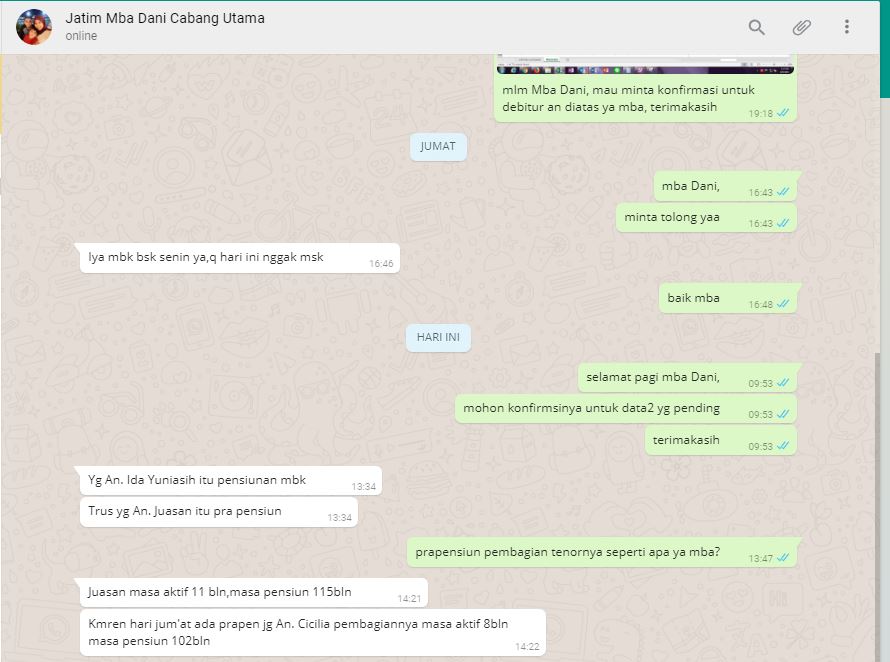 Jatim Mba Dani Cabang Utama
online
mlm Mba Dani, mau minta konfirmasi untuk
debitur an diatas ya mba, terimakasih
19:18
JUMAT
mba Dani,
16:43
minta tolong yaa
16:43
Iya mbk bsk senin ya,q hari ini nggak msk
16:46
baik mba
16:48
HARI INI
selamat pagi mba Dani,
09:53
mohon konfirmsinya untuk data2 yg pending
09:53
terimakasih
09:53
Yg An. Ida Yuniasih itu pensiunan mbk
13:34
Trus yg An. Juasan itu pra pensiun
13:34
prapensiun pembagian tenornya seperti apa ya mba?
13:47
Juasan masa aktif 11 bln,masa pensiun 115bln
14:21
Kmren hari jum'at ada prapen jg An. Cicilia pembagiannya masa aktif 8bln
masa pensiun 102bln
14:22